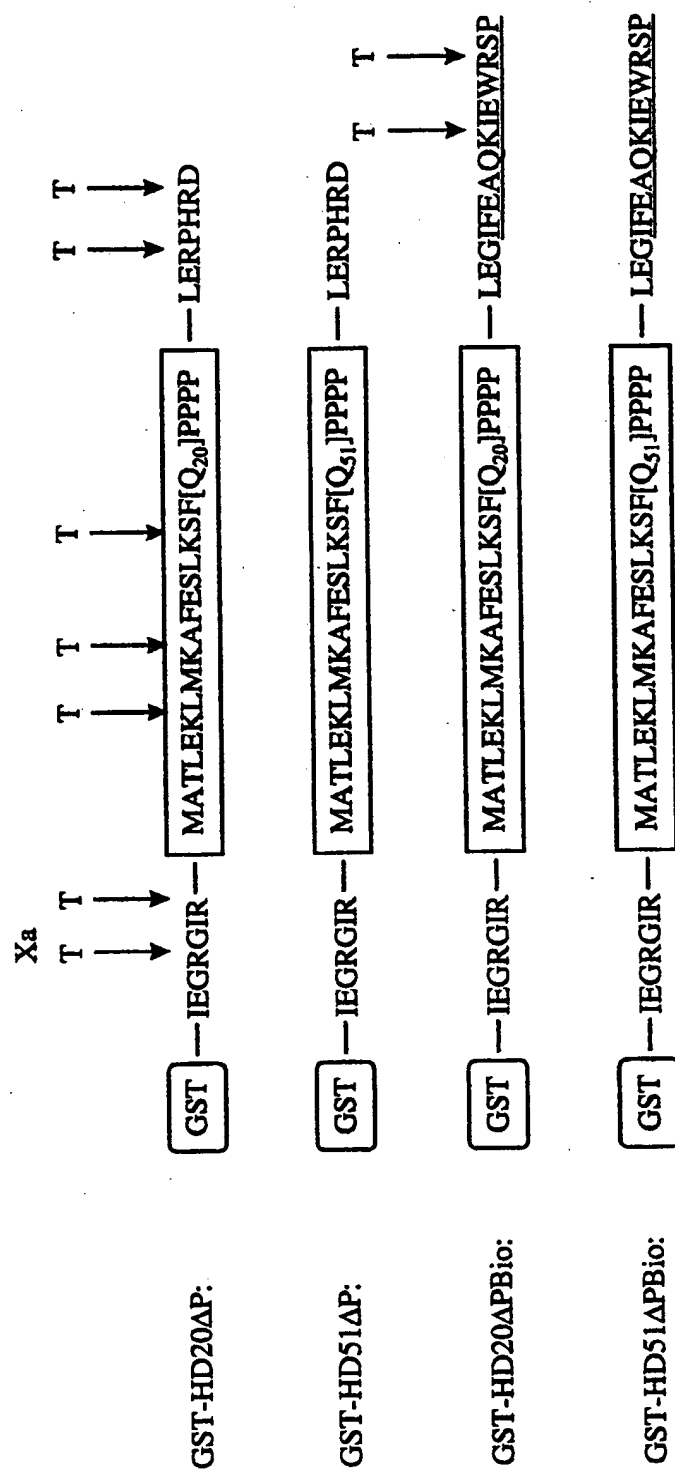 Xa
T T T T T T T
GST-HD20ΔP: GST —IEGRGIR— MATLEKLMKAFESLKSF[Q20]PPPP —LERPHRD
GST-HD51ΔP: GST —IEGRGIR— MATLEKLMKAFESLKSF[Q51]PPPP —LERPHRD
T T
GST-HD20ΔPBio: GST —IEGRGIR— MATLEKLMKAFESLKSF[Q20]PPPP —LEGIFEAQKIEWRSP
GST-HD51ΔPBio: GST —IEGRGIR— MATLEKLMKAFESLKSF[Q51]PPPP —LEGIFEAQKIEWRSP